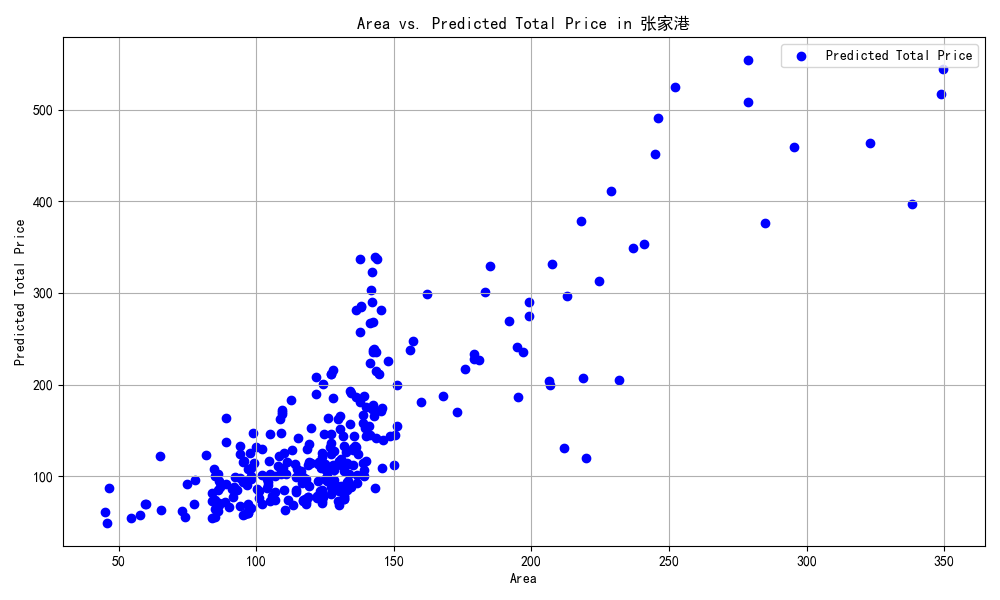 Area vs. Predicted Total Price in 张家港
Predicted Total Price
Predicted Total Price
500
400
300
200
100
50 100 150 200 250 300 350
Area